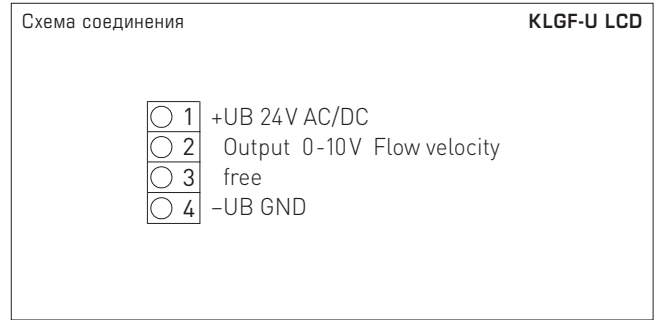 Схема соединения KLGF-U LCD
1 +UB 24V AC/DC
2 Output 0-10V Flow velocity
3 free
4 –UB GND